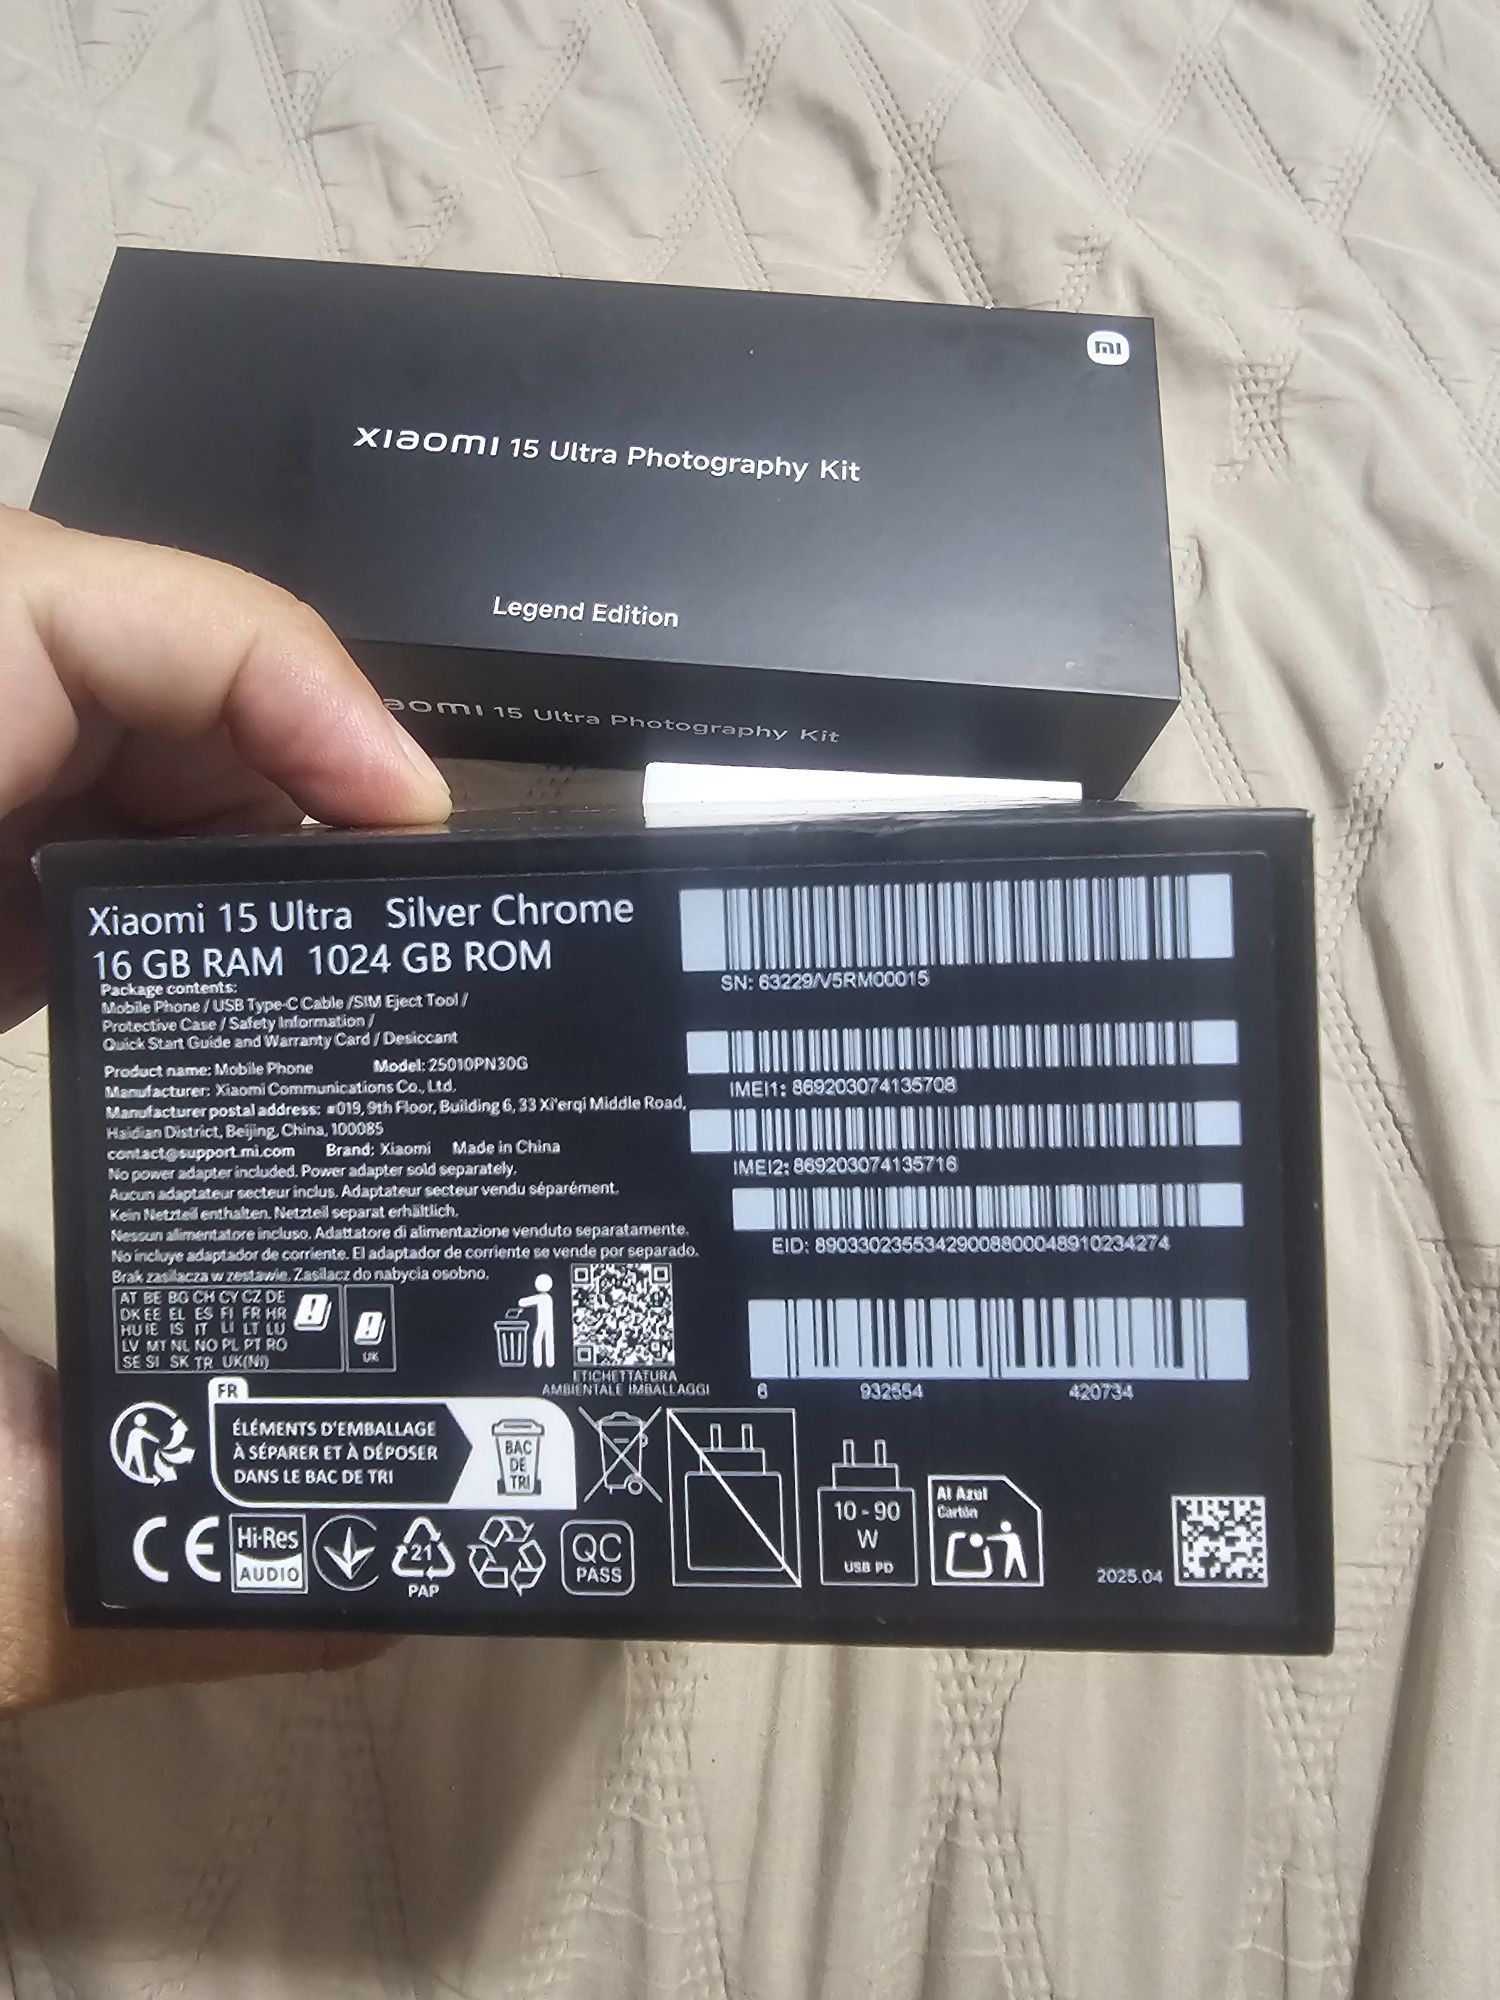 mi
xiaomi 15 Ultra Photography Kit
Legend Edition
aomi 15 Ultra Photography Kit
Xiaomi 15 Ultra Silver Chrome
16 GB RAM 1024 GB ROM
Package contents:
Mobile Phone / USB Type-C Cable /SIM Eject Tool /
Protective Case / Safety Information /
Quick Start Guide and Warranty Card / Desiccant
Product name: Mobile Phone Model: 25010PN30G
Manufacturer: Xiaomi Communications Co., Ltd.
Manufacturer postal address: #019, 9th Floor, Building 6, 33 Xi'erqi Middle Road,
Haidian District, Beijing, China, 100085
contact@support.mi.com Brand: Xiaomi Made in China
No power adapter included. Power adapter sold separately.
Aucun adaptateur secteur inclus. Adaptateur secteur vendu séparément.
Kein Netzteil enthalten. Netzteil separat erhältlich.
Nessun alimentatore incluso. Adattatore di alimentazione venduto separatamente.
No incluye adaptador de corriente. El adaptador de corriente se vende por separado.
Brak zasilacza w zestawie. Zasilacz do nabycia osobno.
AT BE BG CH CY CZ DE
DK EE EL ES FI FR HR
HU IE IS IT LI LT LU
LV MT NL NO PL PT RO
SE SI SK TR UK(NI)
UK
ETICHETTATURA
AMBIENTALE IMBALLAGGI
SN: 63229/V5RM00015
IMEI1: 869203074135708
IMEI2: 869203074135716
EID: 89033023553429008800048910234274
6 932554 420734
FR
ÉLÉMENTS D'EMBALLAGE
À SÉPARER ET À DÉPOSER
DANS LE BAC DE TRI
BAC
DE
TRI
CE
Hi-Res
AUDIO
21
PAP
QC
PASS
10 - 90
W
USB PD
Al Azul
Cartón
2025.04